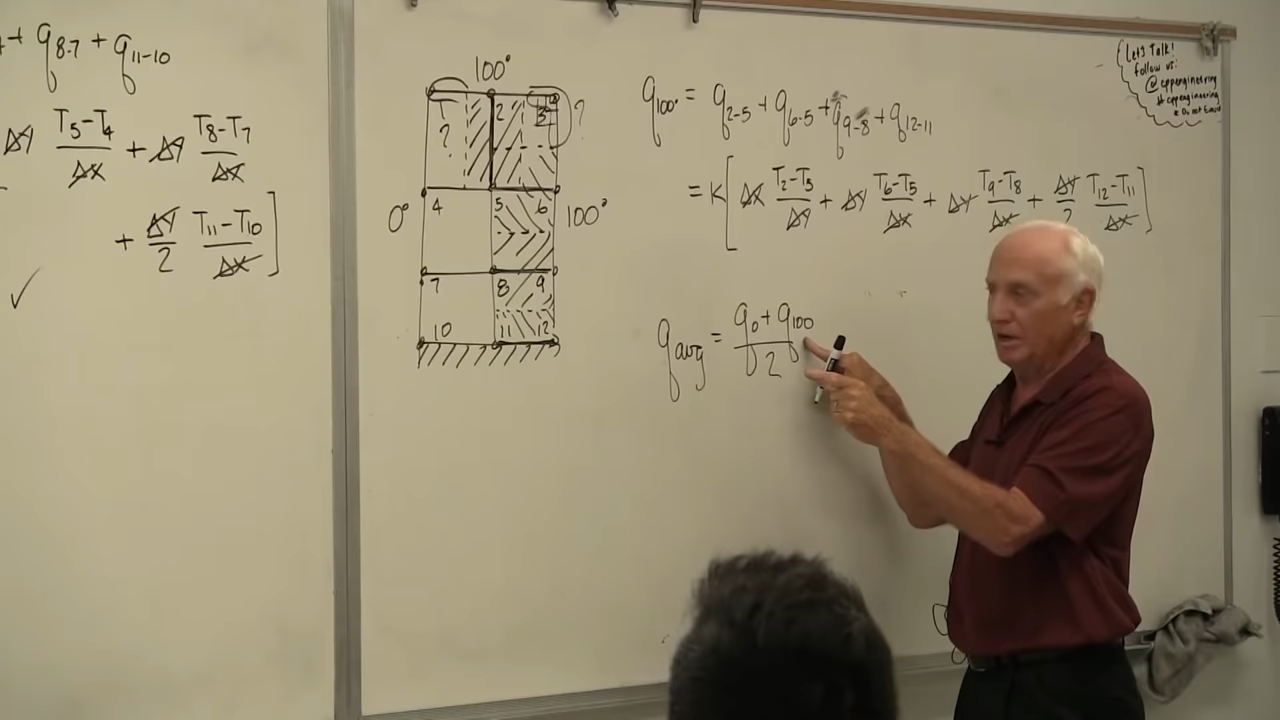 + q8-7 + q11-10
Δy T5-T4/Δx + Δy T8-T7/Δx
+ Δy/2 T11-T10/Δx ]
✓
100°
? 2 3 ?
4 5 6
0° 100°
7 8 9
10 11 12
q100° = q2-5 + q6-5 + q9-8 + q12-11
= K[ Δx T2-T5/Δy + Δy T6-T5/Δx + Δy T9-T8/Δx + Δy/2 T12-T11/Δx ]
qavg = q0 + q100 / 2
Let's Talk!
follow us:
@cppengineering
#cppengineering